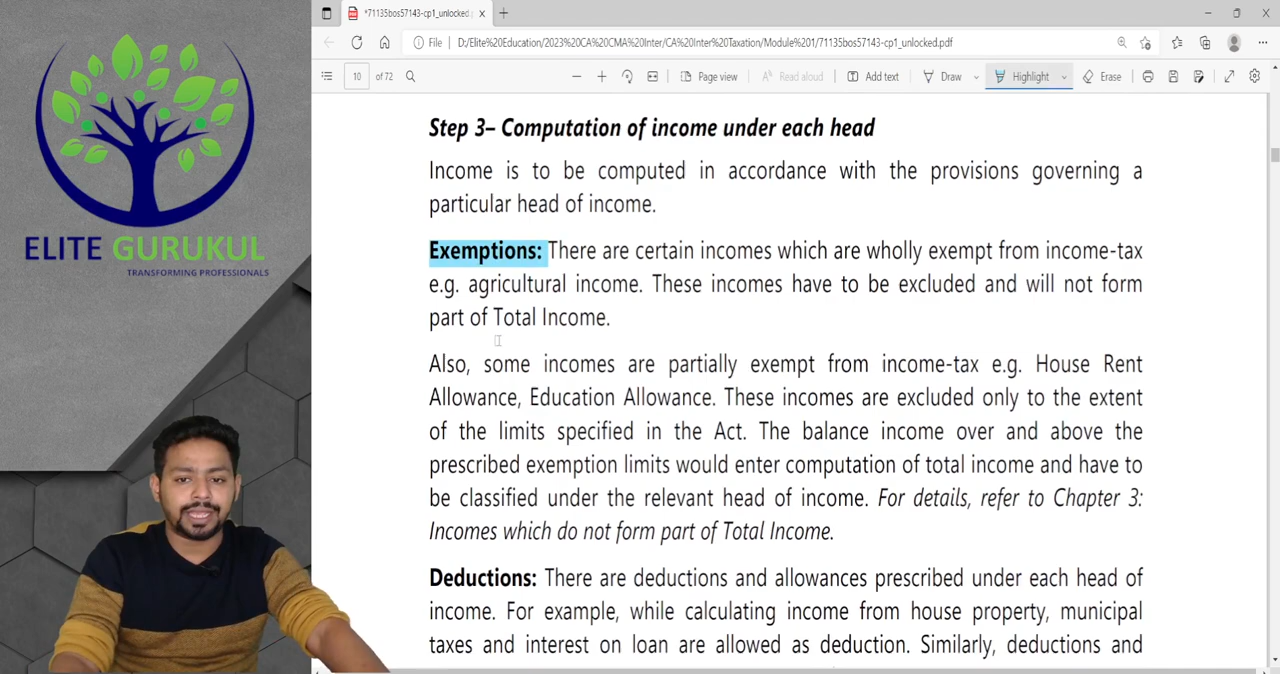 ELITE GURUKUL
TRANSFORMING PROFESSIONALS
*71135bos57143-cp1_unlocked.
File
D:/Elite%20Education/2023%20CA%20CMA%20Inter/CA%20Inter%20Taxation/Module%201/71135bos57143-cp1_unlocked.pdf
10 of 72
Page view
Read aloud
Add text
Draw
Highlight
Erase
Step 3– Computation of income under each head
Income is to be computed in accordance with the provisions governing a
particular head of income.
Exemptions: There are certain incomes which are wholly exempt from income-tax
e.g. agricultural income. These incomes have to be excluded and will not form
part of Total Income.
Also, some incomes are partially exempt from income-tax e.g. House Rent
Allowance, Education Allowance. These incomes are excluded only to the extent
of the limits specified in the Act. The balance income over and above the
prescribed exemption limits would enter computation of total income and have to
be classified under the relevant head of income. For details, refer to Chapter 3:
Incomes which do not form part of Total Income.
Deductions: There are deductions and allowances prescribed under each head of
income. For example, while calculating income from house property, municipal
taxes and interest on loan are allowed as deduction. Similarly, deductions and